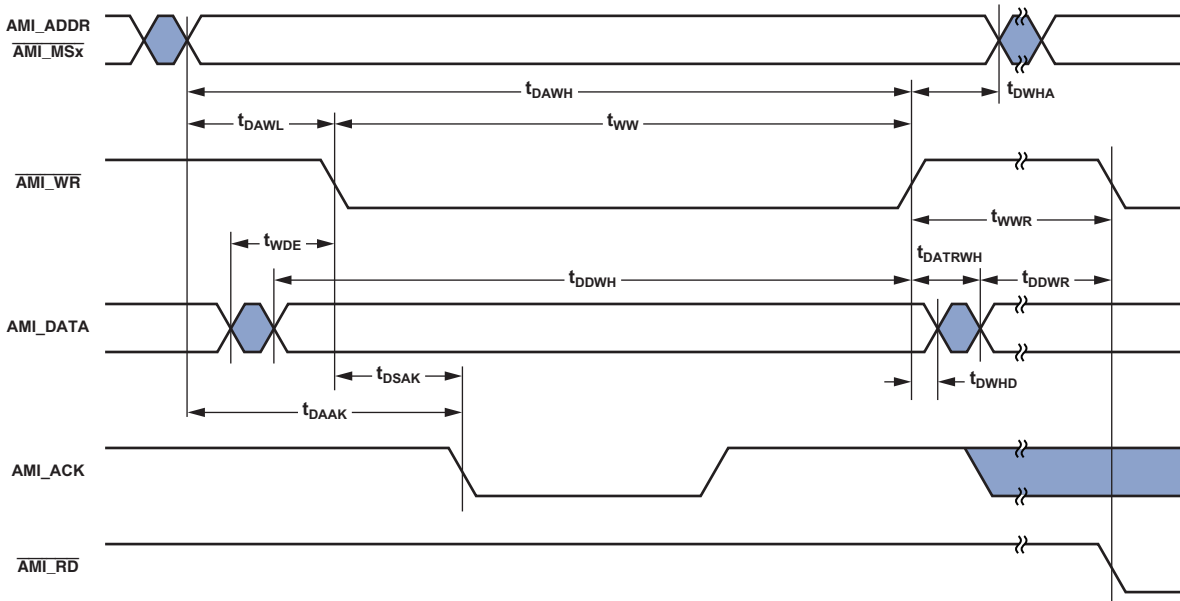 AMI_ADDR
AMI_MSx
tDAWH
tDWHA
tDAWL
tWW
AMI_WR
tWWR
tWDE
tDATRWH
tDDWH
tDDWR
AMI_DATA
tDSAK
tDWHD
tDAAK
AMI_ACK
AMI_RD